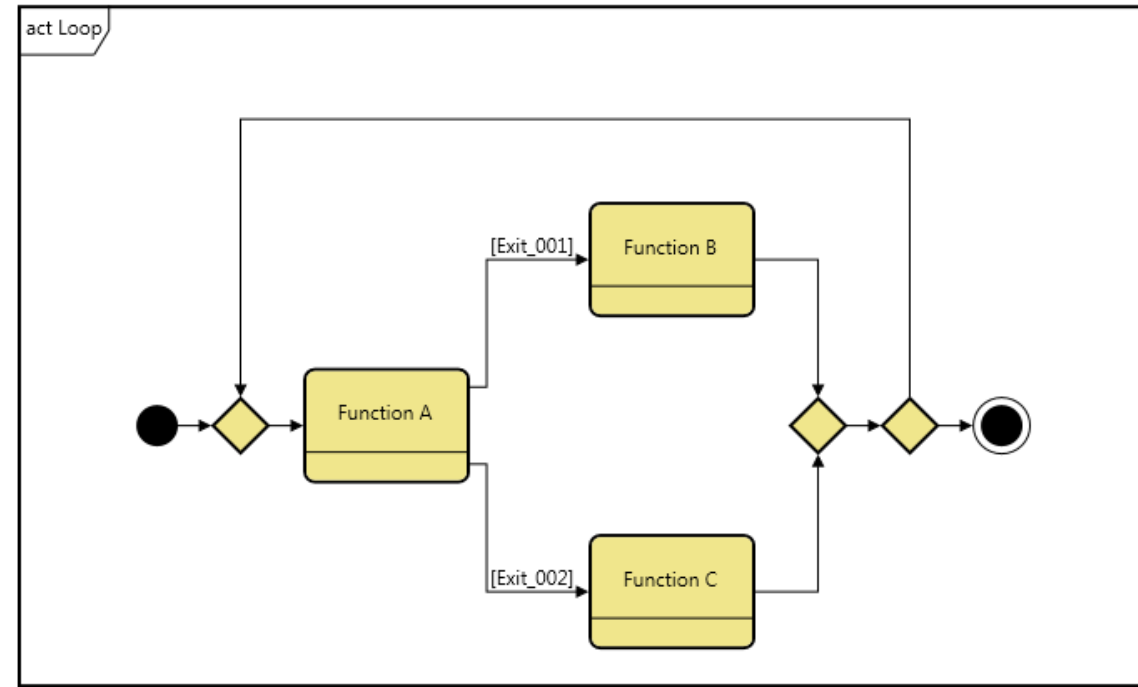 act Loop
[Exit_001]
Function B
Function A
[Exit_002]
Function C